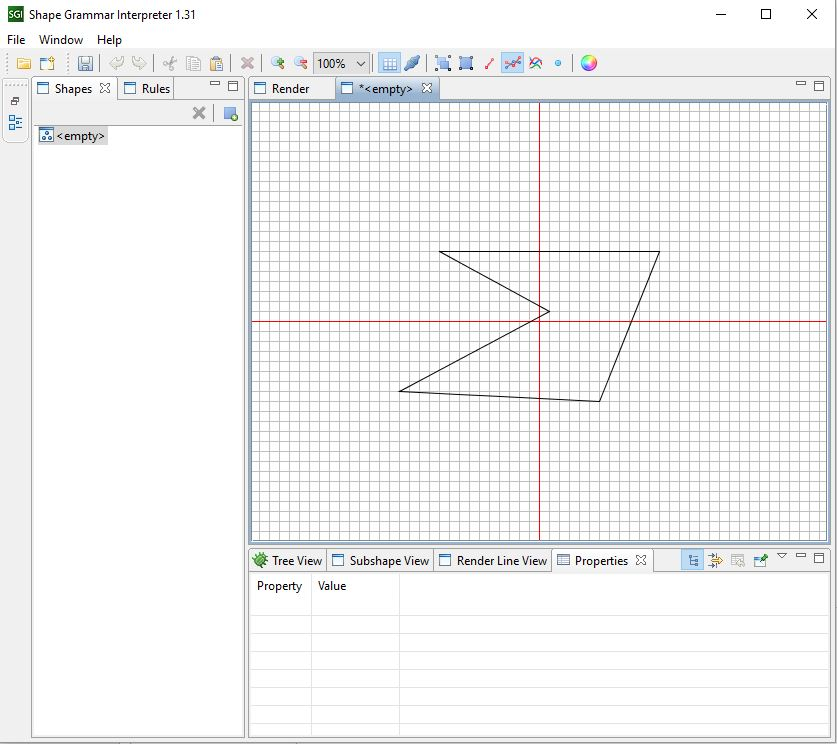 SGI Shape Grammar Interpreter 1.31
File Window Help
100%
Shapes Rules
Render *<empty>
<empty>
Tree View Subshape View Render Line View Properties
Property Value